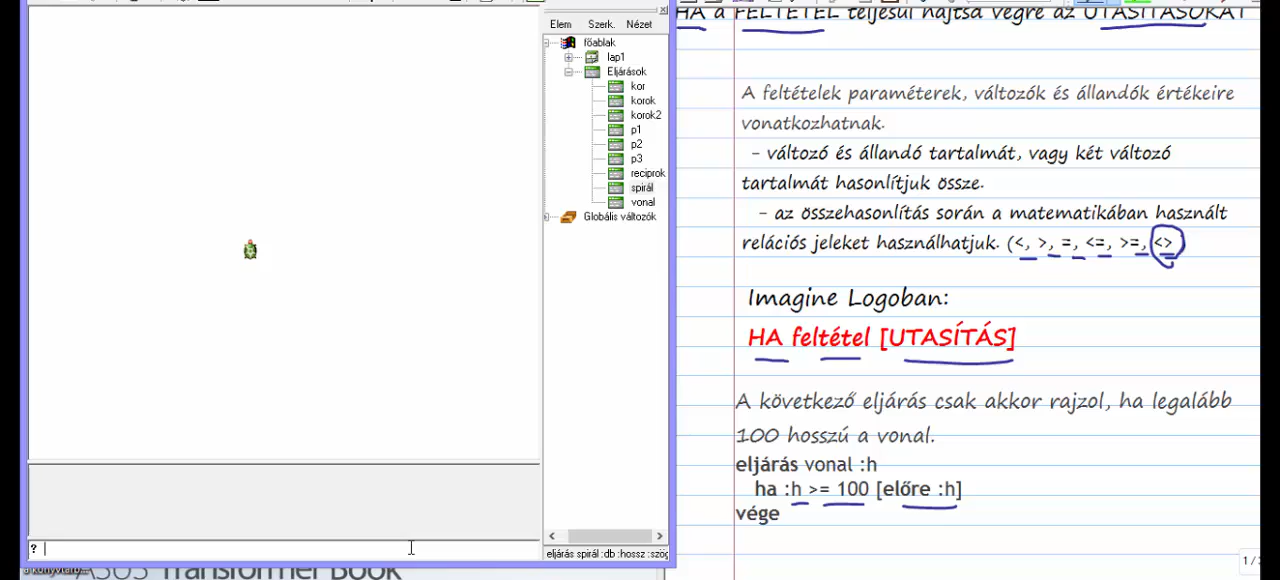 HA a FELTÉTEL teljesül hajtsa végre az UTASÍTÁSOKAT
Elem Szerk. Nézet
főablak
lap1
Eljárások
kor
korok
korok2
p1
p2
p3
reciprok
spirál
vonal
Globális változók
eljárás spirál :db :hossz :szög
?
A feltételek paraméterek, változók és állandók értékeire
vonatkozhatnak.
- változó és állandó tartalmát, vagy két változó
tartalmát hasonlítjuk össze.
- az összehasonlítás során a matematikában használt
relációs jeleket használhatjuk. (<, >, =, <=, >=, <>
Imagine Logoban:
HA feltétel [UTASÍTÁS]
A következő eljárás csak akkor rajzol, ha legalább
100 hosszú a vonal.
eljárás vonal :h
ha :h >= 100 [előre :h]
vége
Transformer Book